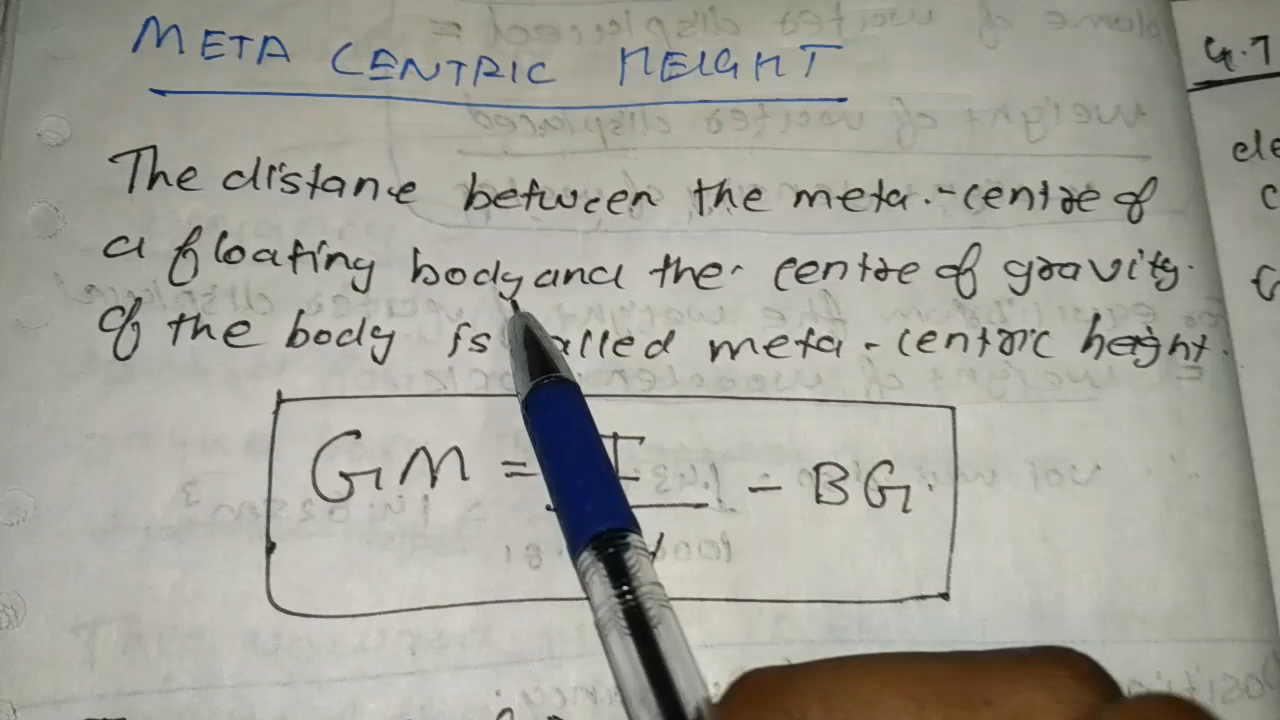 META CENTRIC HEIGHT
The distance between the meta-centre of
a floating body and the centre of gravity.
of the body is called meta-centric height.
GM = I - BG.
G.T